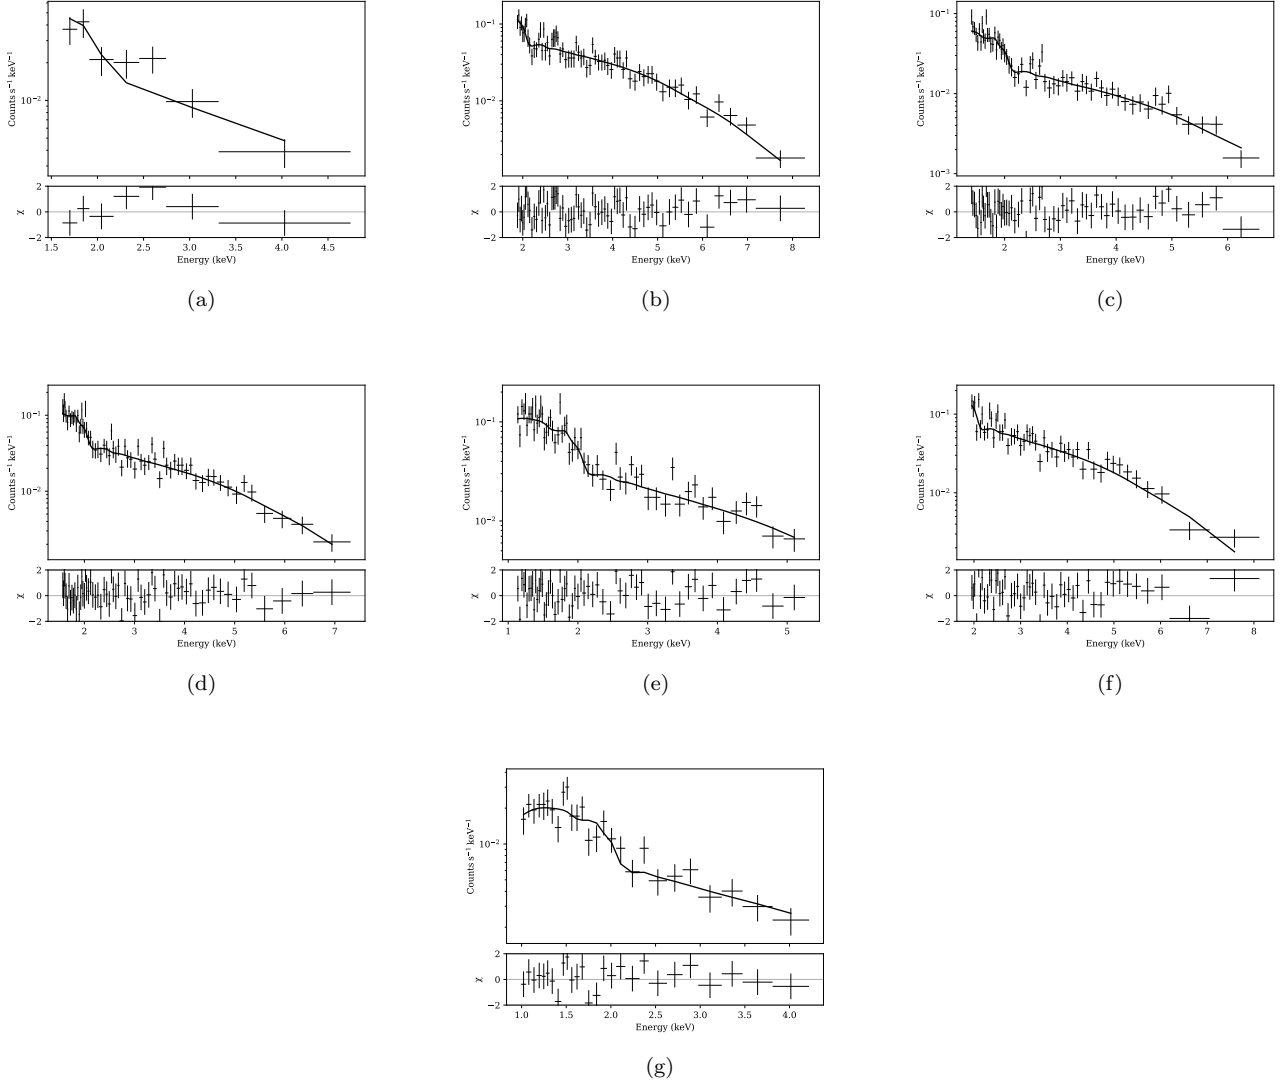 Counts s⁻¹ keV⁻¹
10⁻²
χ
2
0
−2
1.5 2.0 2.5 3.0 3.5 4.0 4.5
Energy (keV)
(a)
Counts s⁻¹ keV⁻¹
10⁻¹
10⁻²
χ
2
0
−2
2 3 4 5 6 7 8
Energy (keV)
(b)
Counts s⁻¹ keV⁻¹
10⁻¹
10⁻²
10⁻³
χ
2
0
−2
2 3 4 5 6
Energy (keV)
(c)
Counts s⁻¹ keV⁻¹
10⁻¹
10⁻²
χ
2
0
−2
2 3 4 5 6 7
Energy (keV)
(d)
Counts s⁻¹ keV⁻¹
10⁻¹
10⁻²
χ
2
0
−2
1 2 3 4 5
Energy (keV)
(e)
Counts s⁻¹ keV⁻¹
10⁻¹
10⁻²
χ
2
0
−2
2 3 4 5 6 7 8
Energy (keV)
(f)
Counts s⁻¹ keV⁻¹
10⁻²
χ
2
0
−2
1.0 1.5 2.0 2.5 3.0 3.5 4.0
Energy (keV)
(g)